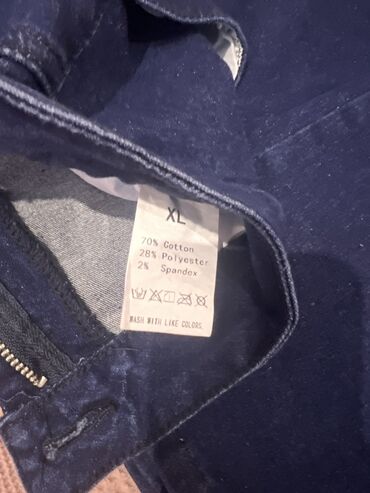 XL
70% Cotton
28% Polyester
2% Spandex
WASH WITH LIKE COLORS.